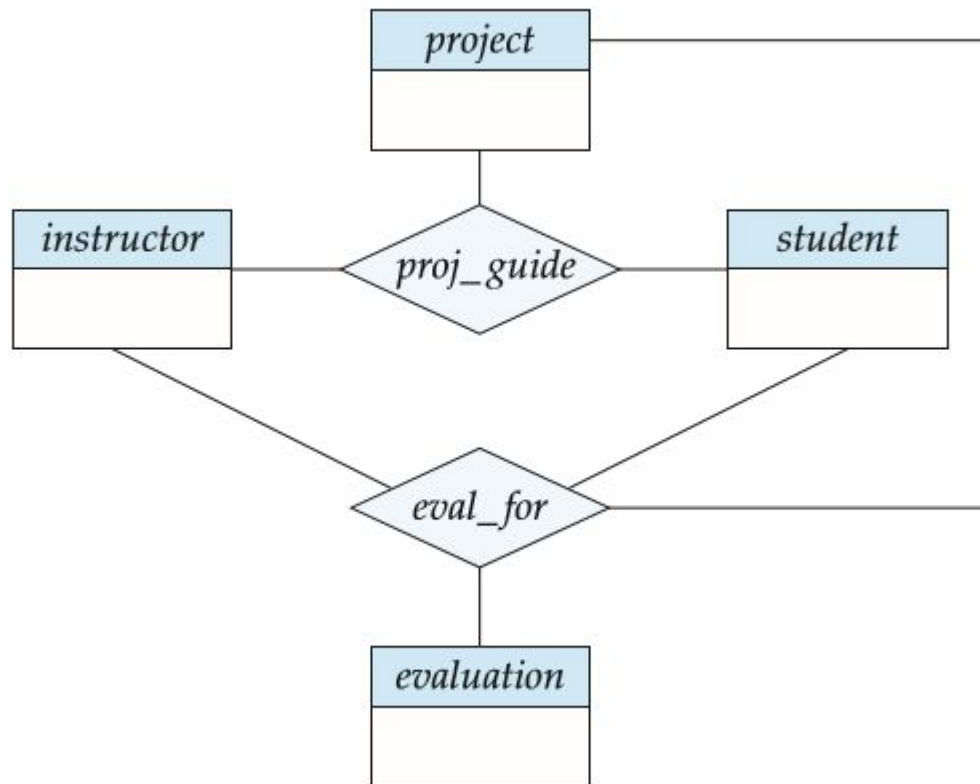 project
instructor
proj_guide
student
eval_for
evaluation